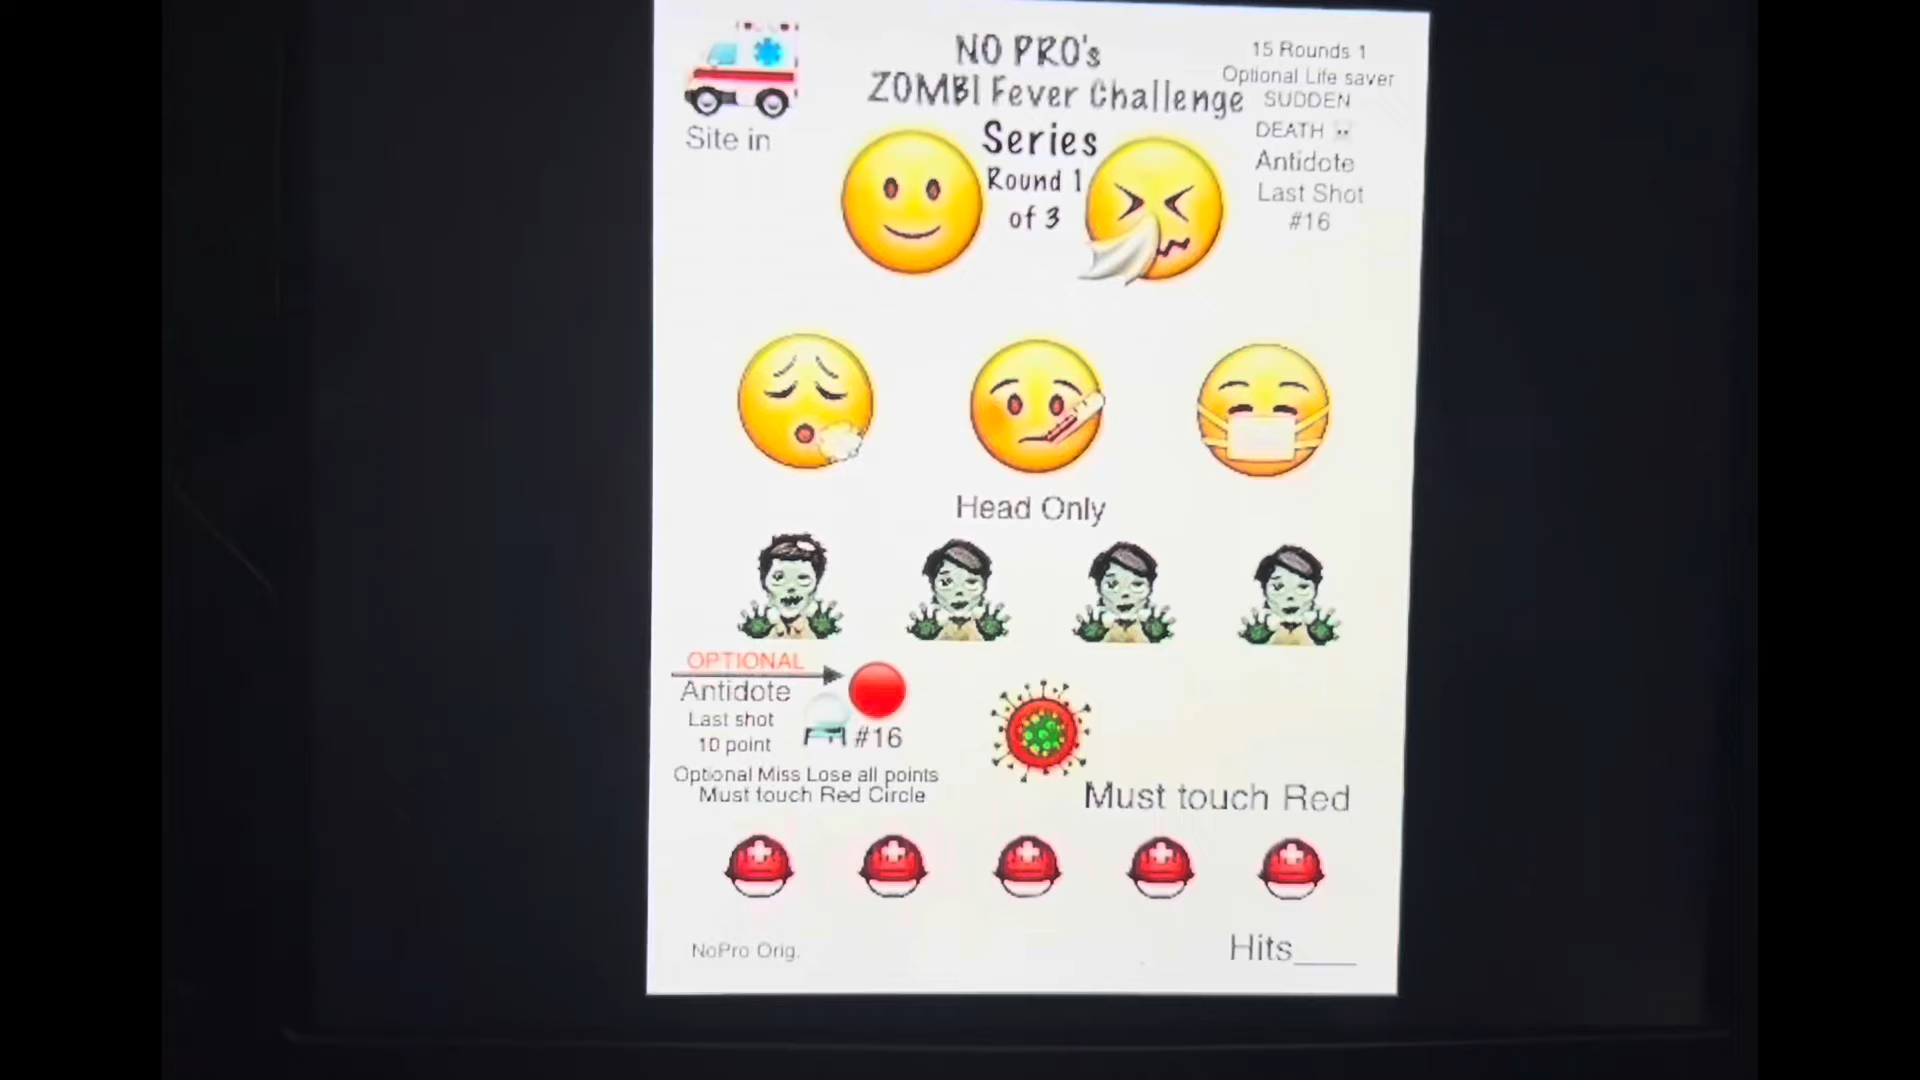 NO PRO's
ZOMBI Fever Challenge
Series
Round 1
of 3
15 Rounds 1
Optional Life saver
SUDDEN
DEATH
Antidote
Last Shot
#16
Site in
Head Only
OPTIONAL
Antidote
Last shot
10 point
#16
Optional Miss Lose all points
Must touch Red Circle
Must touch Red
NoPro Orig.
Hits____